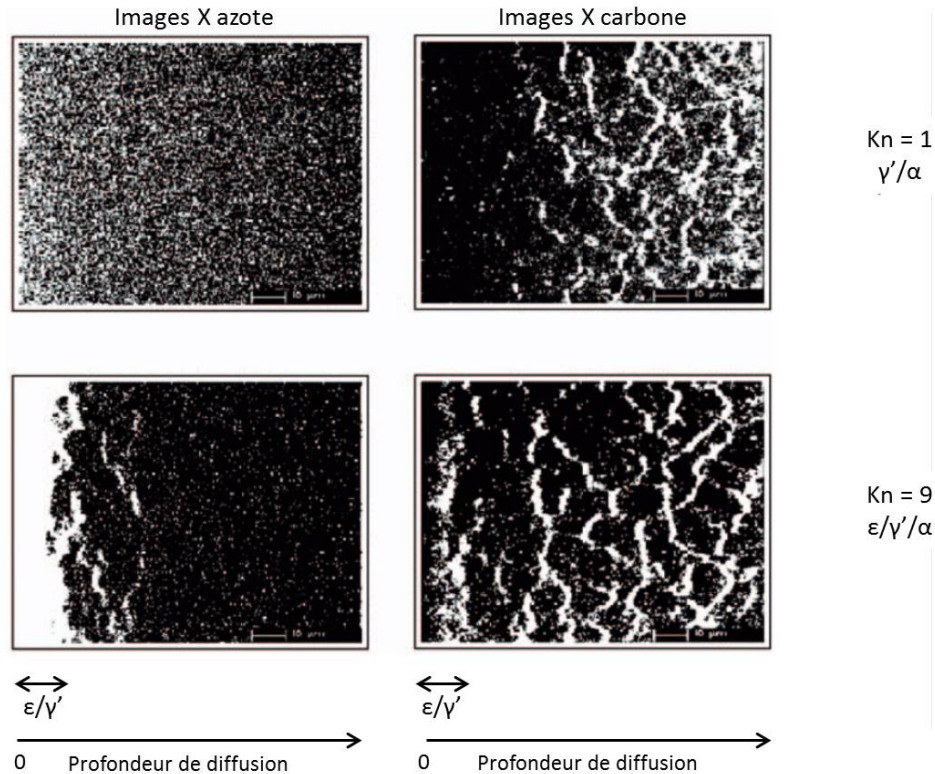 Images X azote
Images X carbone
Kn = 1
γ’/α
Kn = 9
ε/γ’/α
ε/γ’
ε/γ’
0
Profondeur de diffusion
0
Profondeur de diffusion